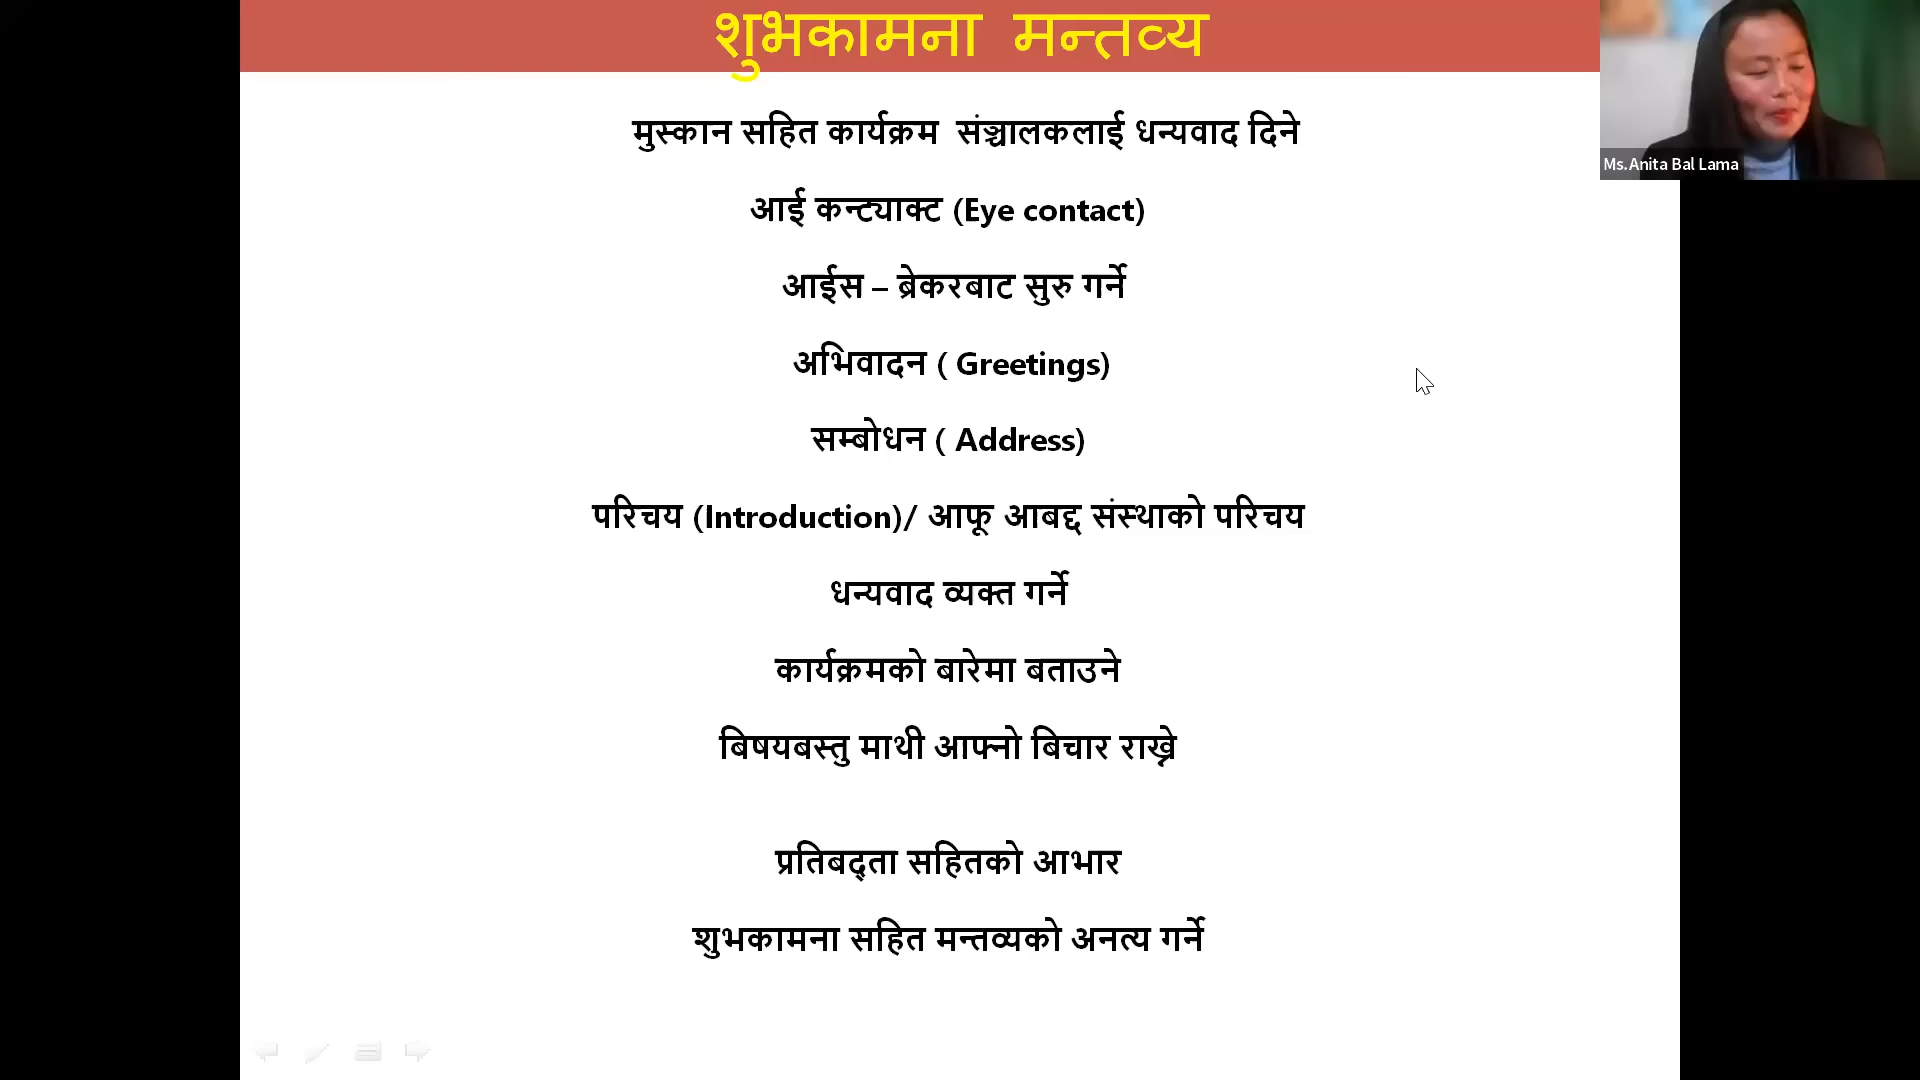 शुभकामना मन्तव्य
मुस्कान सहित कार्यक्रम संञ्चालकलाई धन्यवाद दिने
Ms.Anita Bal Lama
आई कन्ट्याक्ट (Eye contact)
आईस – ब्रेकरबाट सुरु गर्ने
अभिवादन ( Greetings)
सम्बोधन ( Address)
परिचय (Introduction)/ आफू आबद्द संस्थाको परिचय
धन्यवाद व्यक्त गर्ने
कार्यक्रमको बारेमा बताउने
बिषयबस्तु माथी आफ्नो बिचार राख्ने
प्रतिबद्ता सहितको आभार
शुभकामना सहित मन्तव्यको अनत्य गर्ने